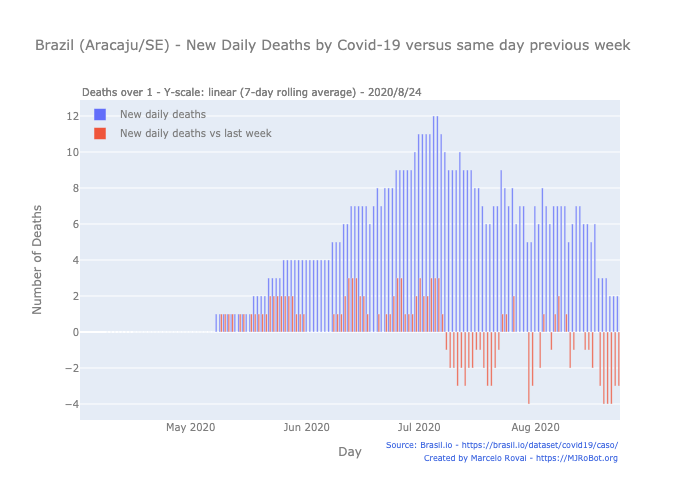 Brazil (Aracaju/SE) - New Daily Deaths by Covid-19 versus same day previous week
Deaths over 1 - Y-scale: linear (7-day rolling average) - 2020/8/24
New daily deaths
New daily deaths vs last week
12
10
8
6
4
2
0
−2
−4
Number of Deaths
May 2020
Jun 2020
Jul 2020
Aug 2020
Day
Source: Brasil.io - https://brasil.io/dataset/covid19/caso/
Created by Marcelo Rovai - https://MJRoBot.org